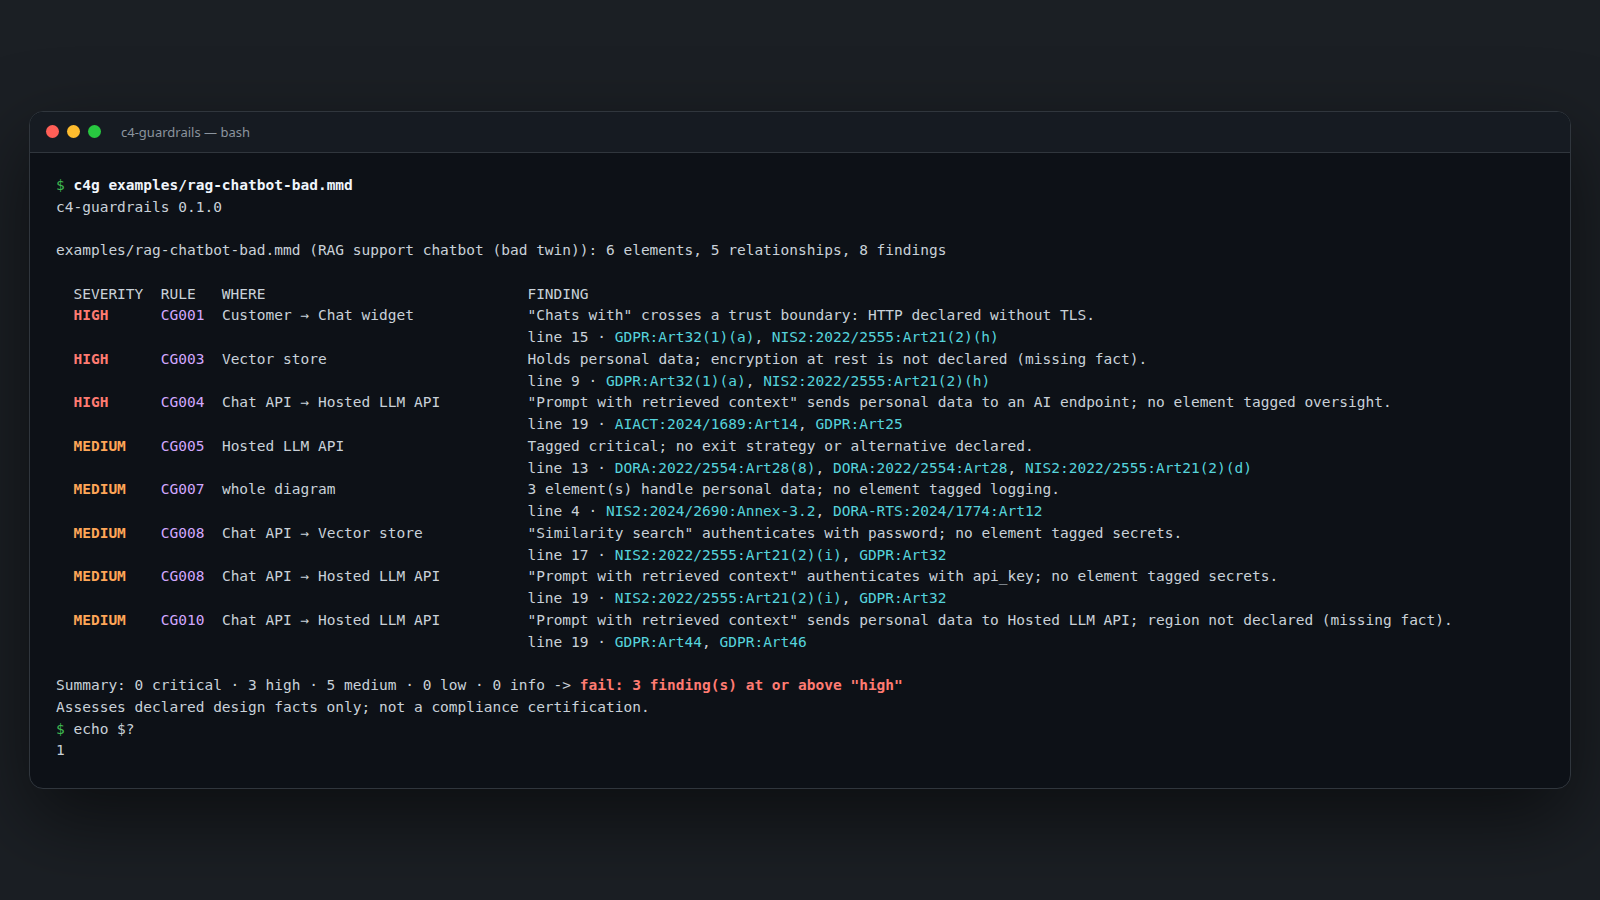 c4-guardrails — bash
$ c4g examples/rag-chatbot-bad.mmd
c4-guardrails 0.1.0
examples/rag-chatbot-bad.mmd (RAG support chatbot (bad twin)): 6 elements, 5 relationships, 8 findings
SEVERITY  RULE   WHERE                              FINDING
HIGH      CG001  Customer → Chat widget             "Chats with" crosses a trust boundary: HTTP declared without TLS.
line 15 · GDPR:Art32(1)(a), NIS2:2022/2555:Art21(2)(h)
HIGH      CG003  Vector store                       Holds personal data; encryption at rest is not declared (missing fact).
line 9 · GDPR:Art32(1)(a), NIS2:2022/2555:Art21(2)(h)
HIGH      CG004  Chat API → Hosted LLM API          "Prompt with retrieved context" sends personal data to an AI endpoint; no element tagged oversight.
line 19 · AIACT:2024/1689:Art14, GDPR:Art25
MEDIUM    CG005  Hosted LLM API                     Tagged critical; no exit strategy or alternative declared.
line 13 · DORA:2022/2554:Art28(8), DORA:2022/2554:Art28, NIS2:2022/2555:Art21(2)(d)
MEDIUM    CG007  whole diagram                      3 element(s) handle personal data; no element tagged logging.
line 4 · NIS2:2024/2690:Annex-3.2, DORA-RTS:2024/1774:Art12
MEDIUM    CG008  Chat API → Vector store            "Similarity search" authenticates with password; no element tagged secrets.
line 17 · NIS2:2022/2555:Art21(2)(i), GDPR:Art32
MEDIUM    CG008  Chat API → Hosted LLM API          "Prompt with retrieved context" authenticates with api_key; no element tagged secrets.
line 19 · NIS2:2022/2555:Art21(2)(i), GDPR:Art32
MEDIUM    CG010  Chat API → Hosted LLM API          "Prompt with retrieved context" sends personal data to Hosted LLM API; region not declared (missing fact).
line 19 · GDPR:Art44, GDPR:Art46
Summary: 0 critical · 3 high · 5 medium · 0 low · 0 info -> fail: 3 finding(s) at or above "high"
Assesses declared design facts only; not a compliance certification.
$ echo $?
1